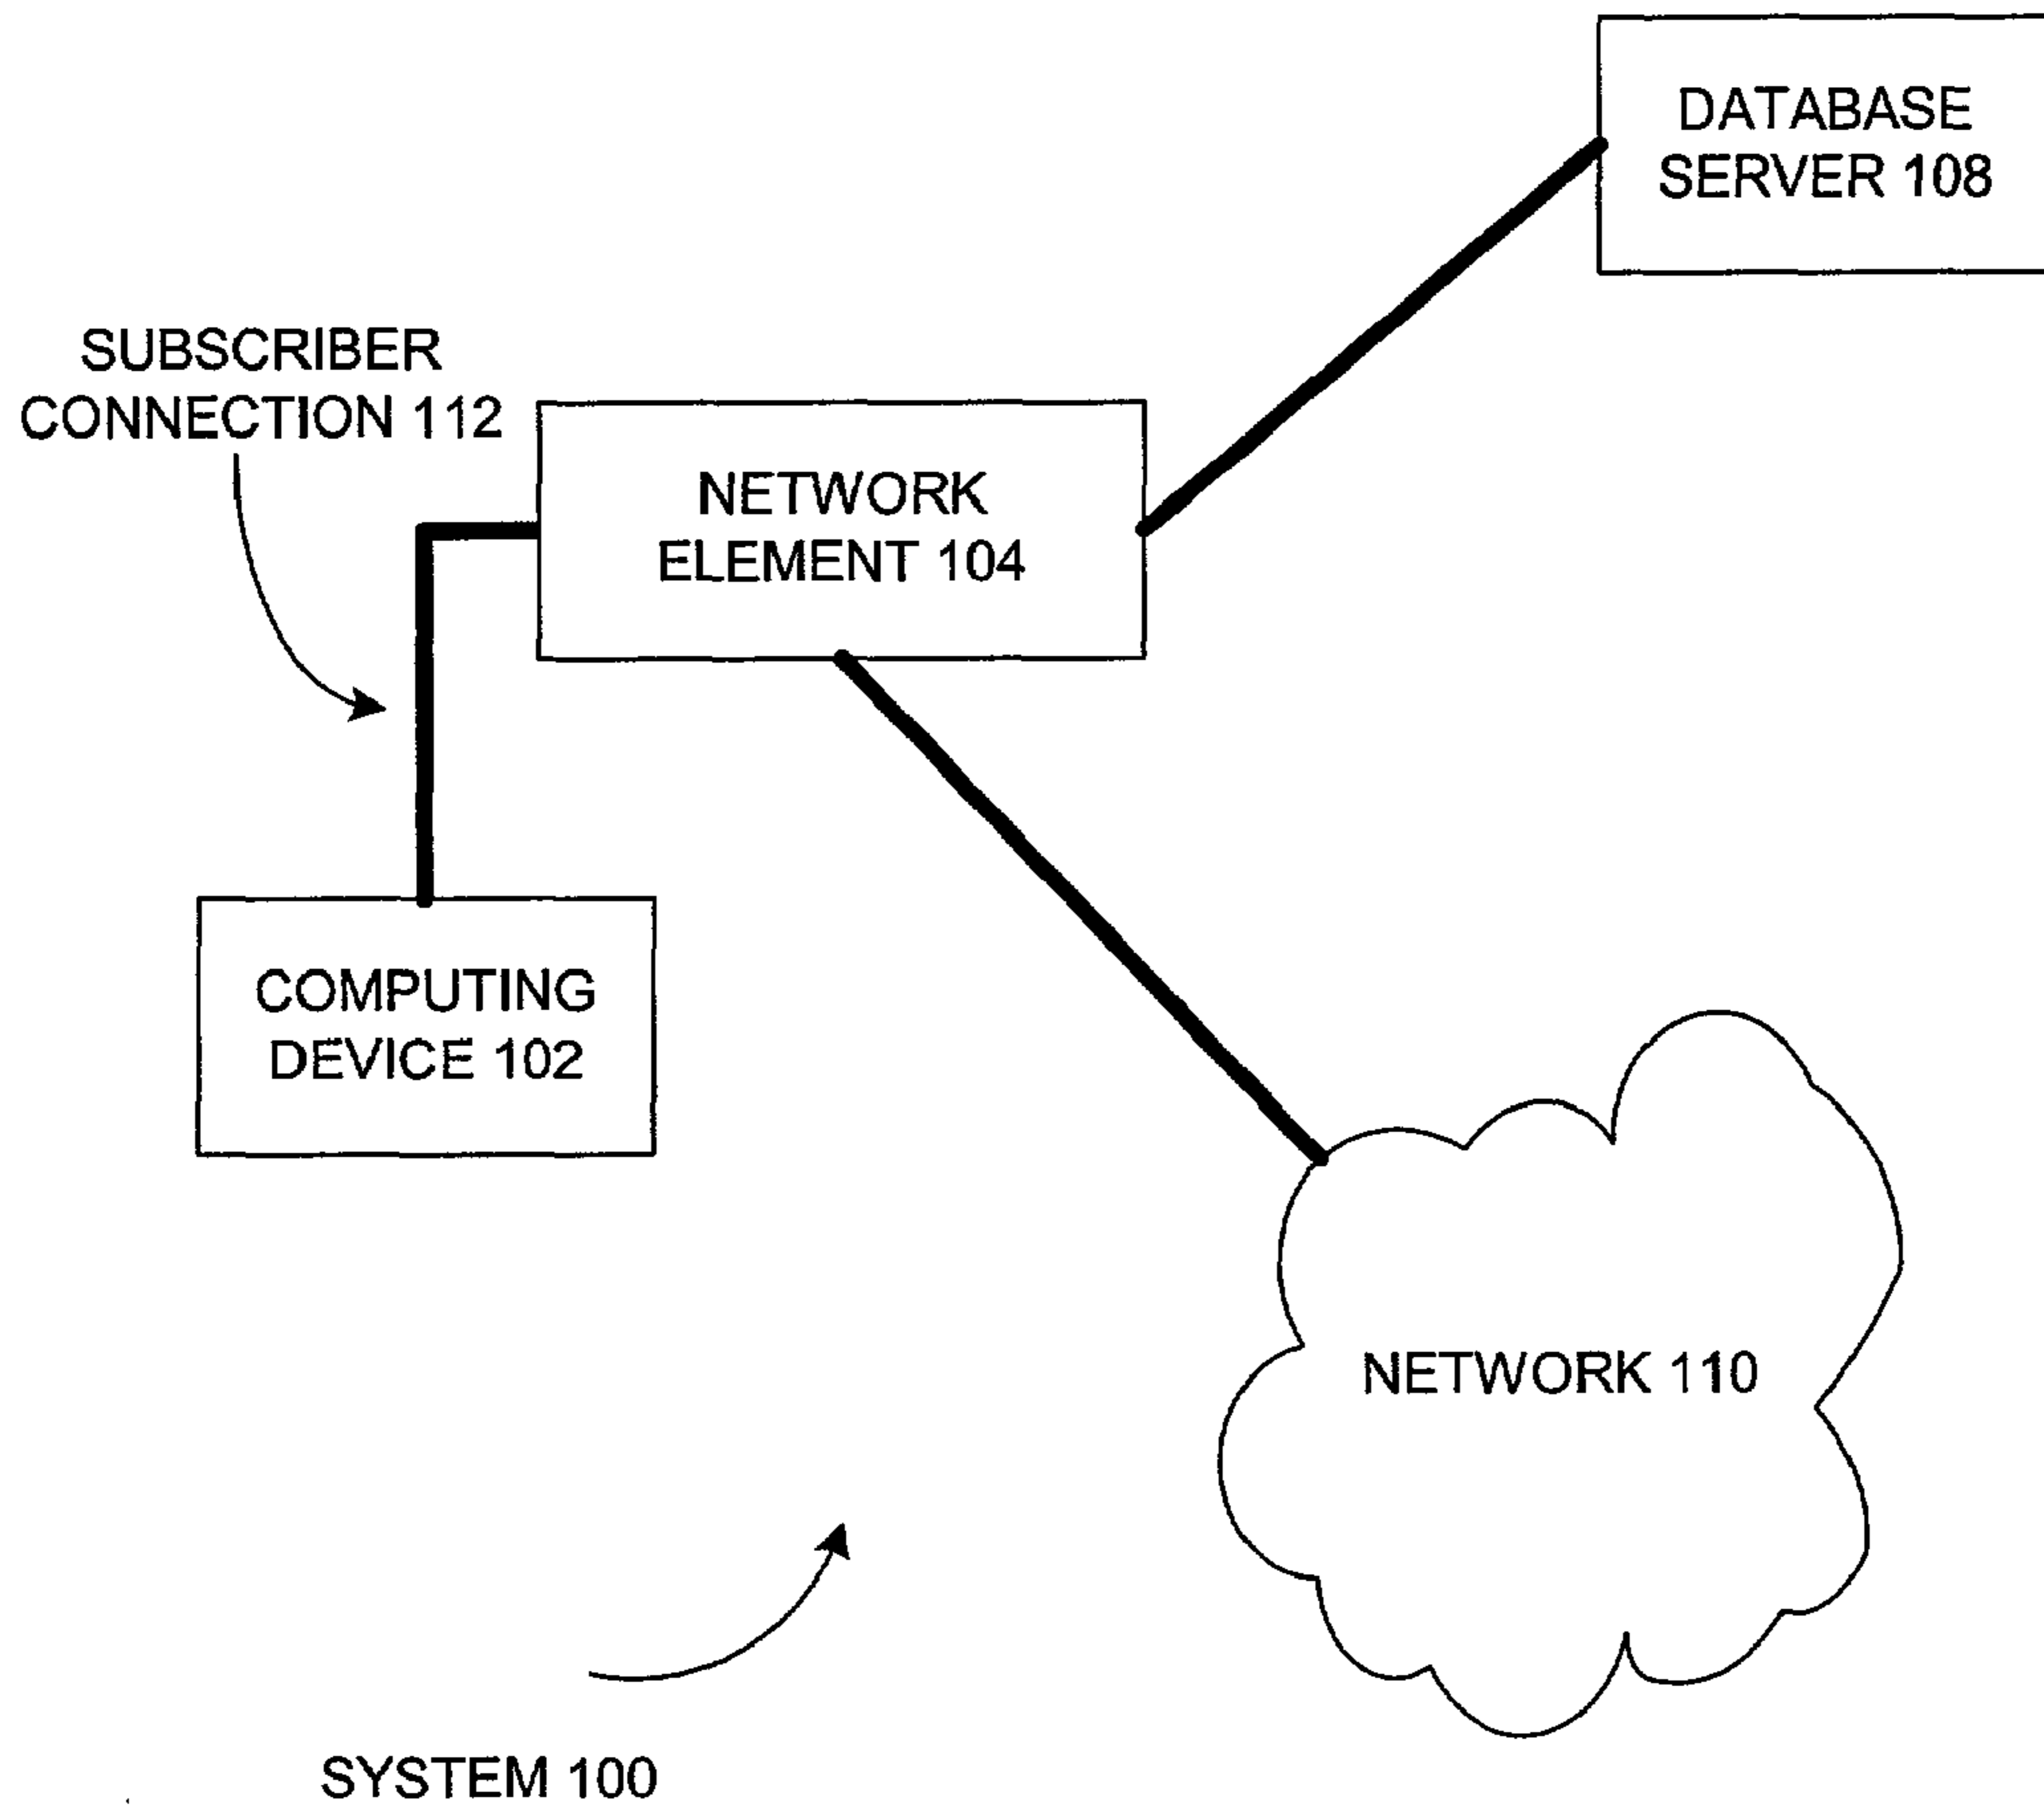 DATABASE
SERVER 108
SUBSCRIBER
CONNECTION 112
NETWORK
ELEMENT 104
COMPUTING
DEVICE 102
NETWORK 110
SYSTEM 100